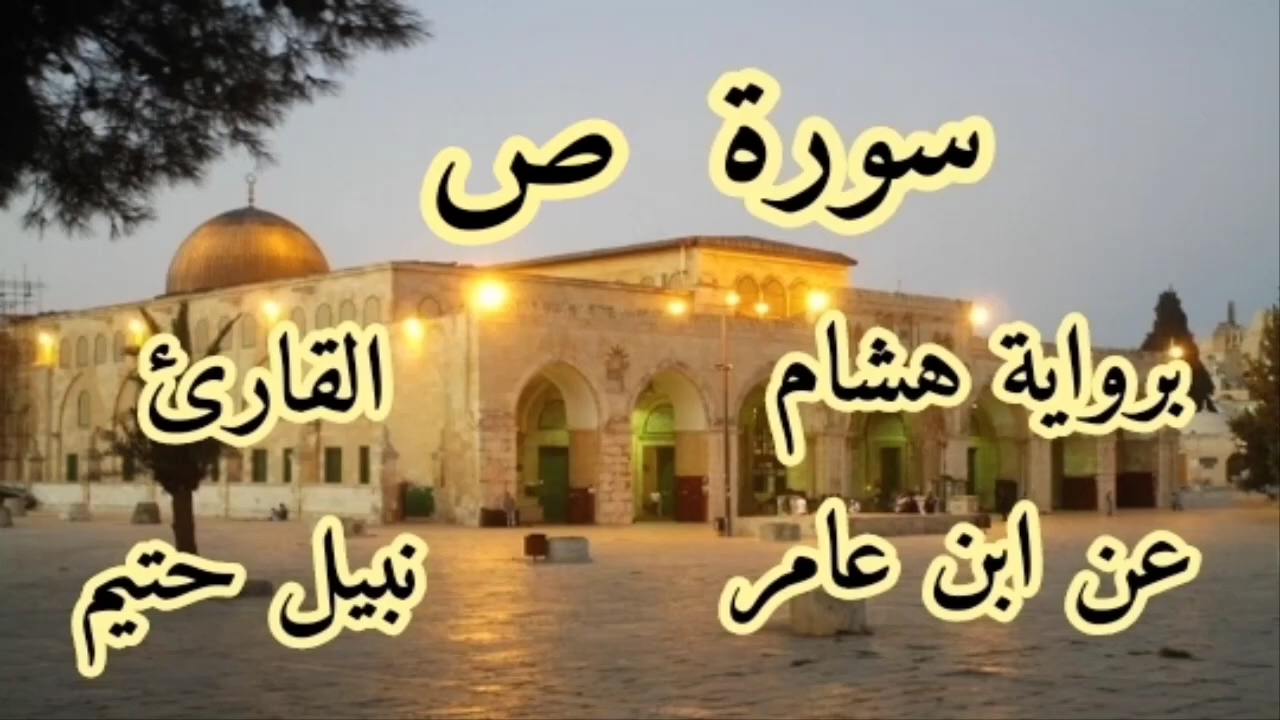 سورة ص
برواية هشام
عن ابن عامر
القارئ
نبيل حتيم